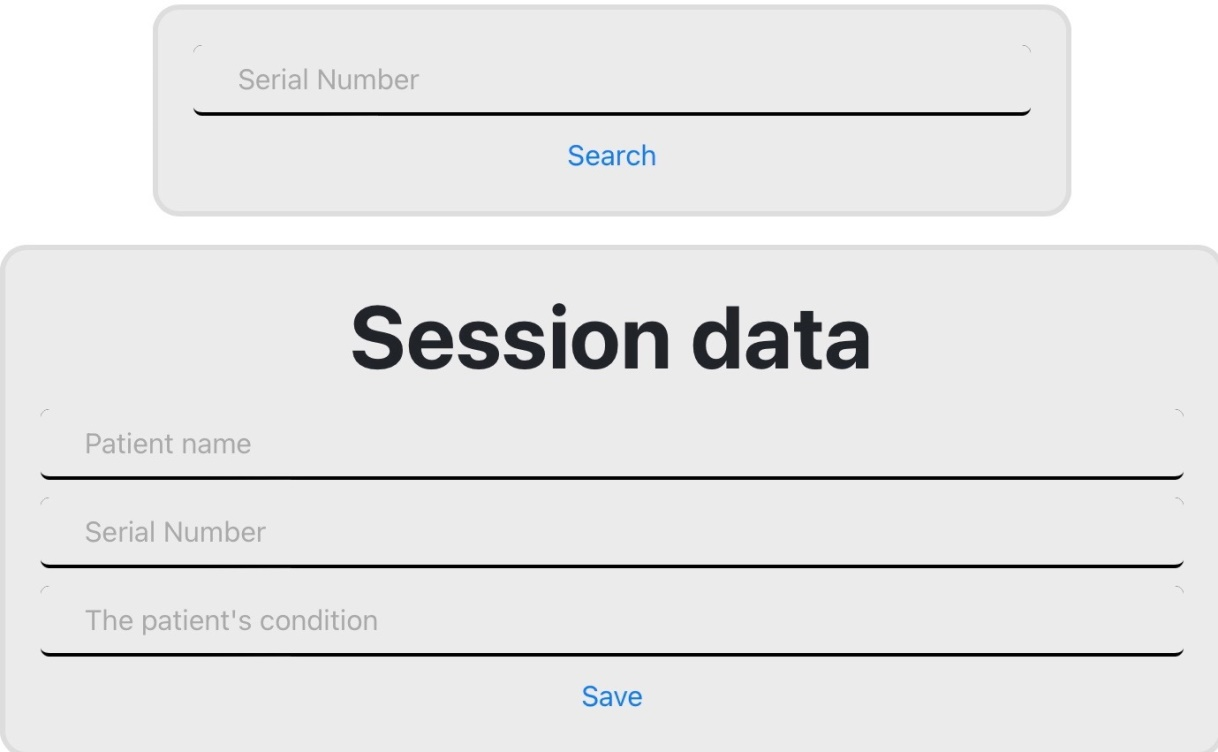 Serial Number
Search
Session data
Patient name
Serial Number
The patient's condition
Save